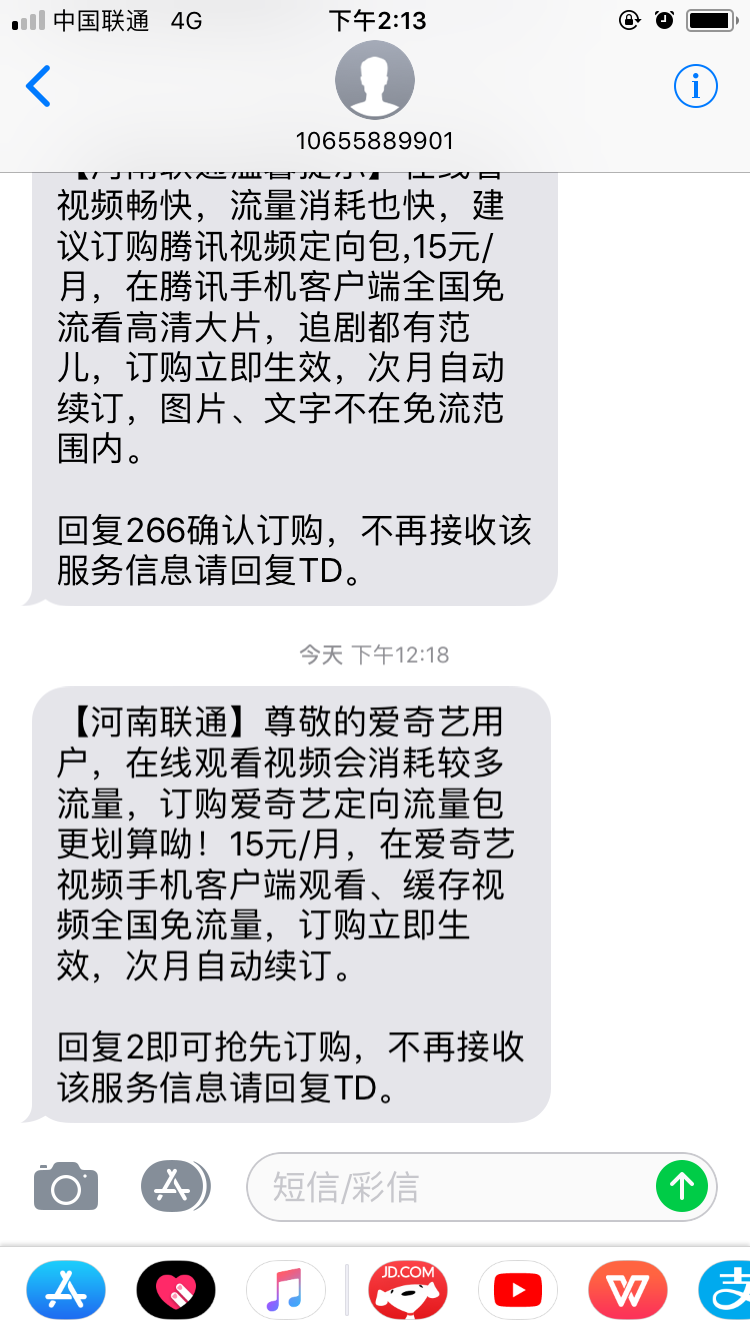 中国联通 4G 下午2:13
10655889901
【河南联通温馨提示】在线看
视频畅快，流量消耗也快，建
议订购腾讯视频定向包,15元/
月，在腾讯手机客户端全国免
流看高清大片，追剧都有范
儿，订购立即生效，次月自动
续订，图片、文字不在免流范
围内。
回复266确认订购，不再接收该
服务信息请回复TD。
今天 下午12:18
【河南联通】尊敬的爱奇艺用
户，在线观看视频会消耗较多
流量，订购爱奇艺定向流量包
更划算呦！15元/月，在爱奇艺
视频手机客户端观看、缓存视
频全国免流量，订购立即生
效，次月自动续订。
回复2即可抢先订购，不再接收
该服务信息请回复TD。
短信/彩信
JD.COM